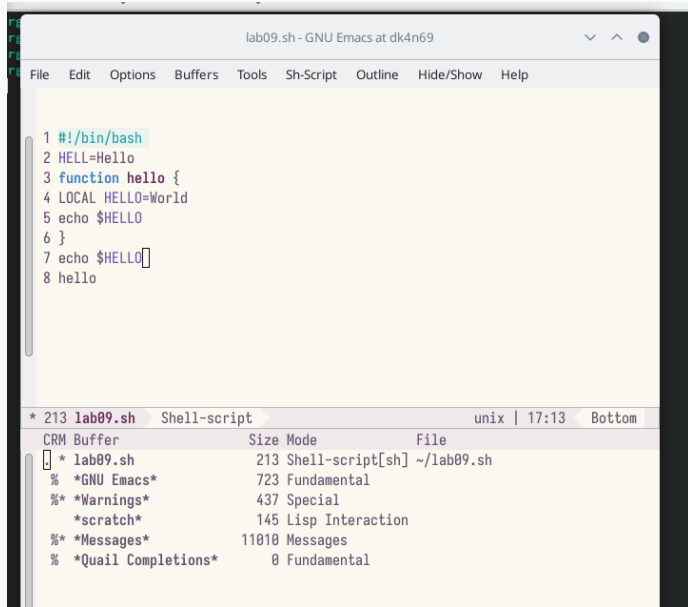 lab09.sh - GNU Emacs at dk4n69
File Edit Options Buffers Tools Sh-Script Outline Hide/Show Help
1 #!/bin/bash
2 HELL=Hello
3 function hello {
4 LOCAL HELLO=World
5 echo $HELLO
6 }
7 echo $HELLO
8 hello
* 213 lab09.sh Shell-script unix | 17:13 Bottom
CRM Buffer Size Mode File
. * lab09.sh 213 Shell-script[sh] ~/lab09.sh
% *GNU Emacs* 723 Fundamental
%* *Warnings* 437 Special
*scratch* 145 Lisp Interaction
%* *Messages* 11010 Messages
% *Quail Completions* 0 Fundamental